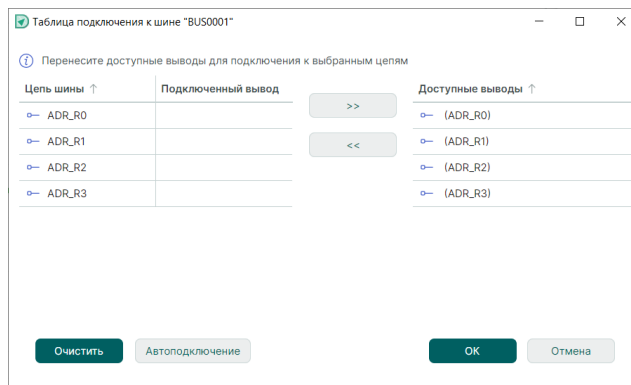 Таблица подключения к шине "BUS0001"
Перенесите доступные выводы для подключения к выбранным цепям
Цепь шины ↑ Подключенный вывод
ADR_R0
ADR_R1
ADR_R2
ADR_R3
>>
<<
Доступные выводы ↑
(ADR_R0)
(ADR_R1)
(ADR_R2)
(ADR_R3)
Очистить Автоподключение OK Отмена